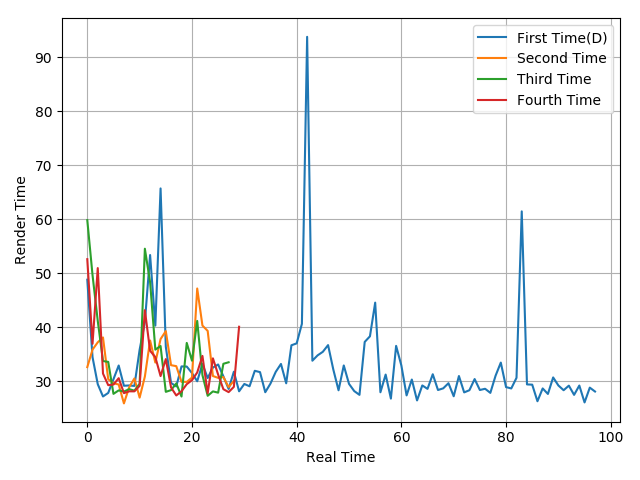 First Time(D)
Second Time
Third Time
Fourth Time
90
80
70
60
50
40
30
Render Time
0 20 40 60 80 100
Real Time